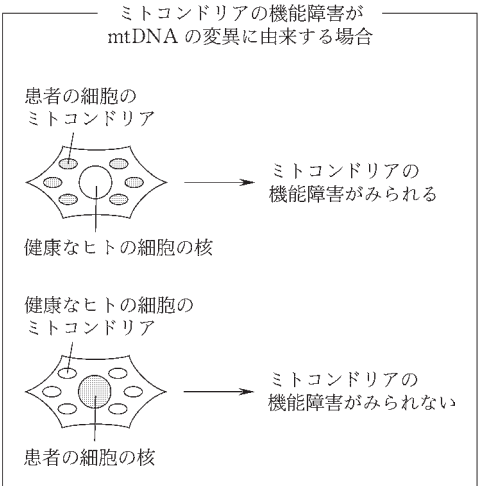 ミトコンドリアの機能障害が
mtDNA の変異に由来する場合
患者の細胞の
ミトコンドリア
ミトコンドリアの
機能障害がみられる
健康なヒトの細胞の核
健康なヒトの細胞の
ミトコンドリア
ミトコンドリアの
機能障害がみられない
患者の細胞の核